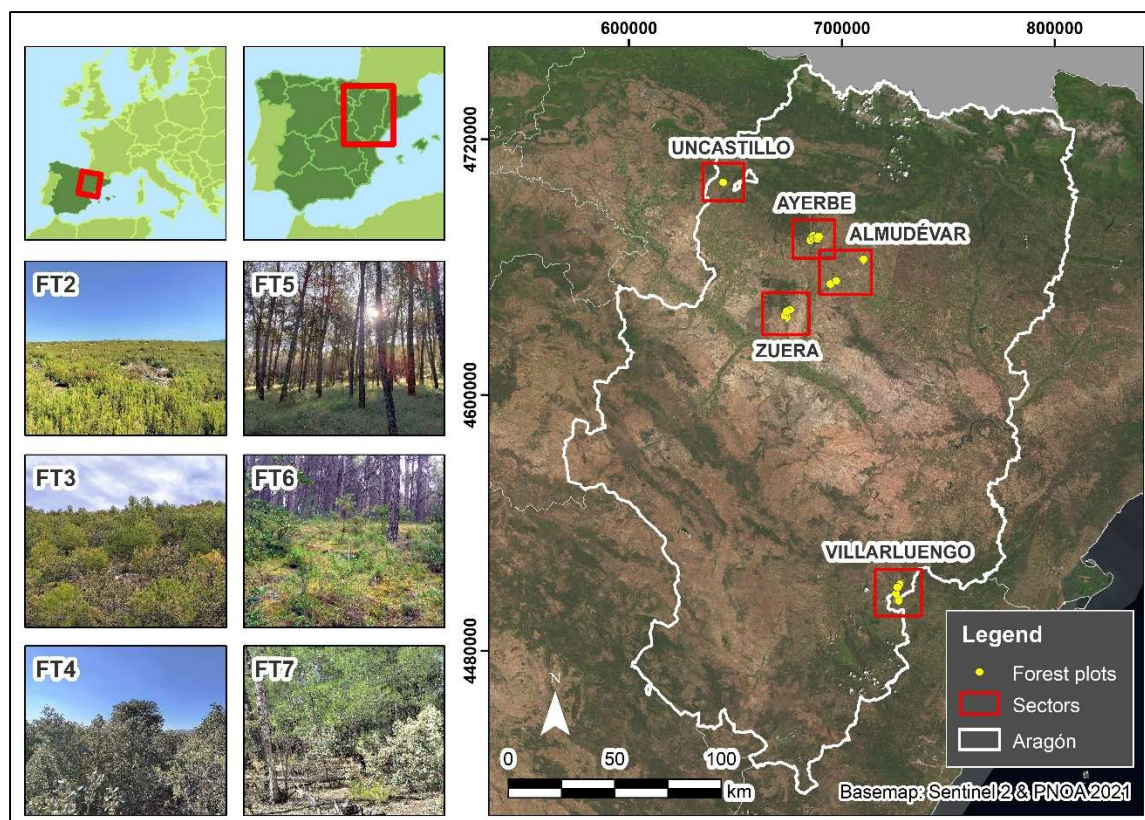 600000
700000
800000
4720000
4600000
4480000
UNCASTILLO
AYERBE
ALMUDÉVAR
ZUERA
VILLARLUENGO
FT2
FT5
FT3
FT6
FT4
FT7
N
0
50
100
km
Legend
Forest plots
Sectors
Aragón
Basemap: Sentinel 2 & PNOA 2021